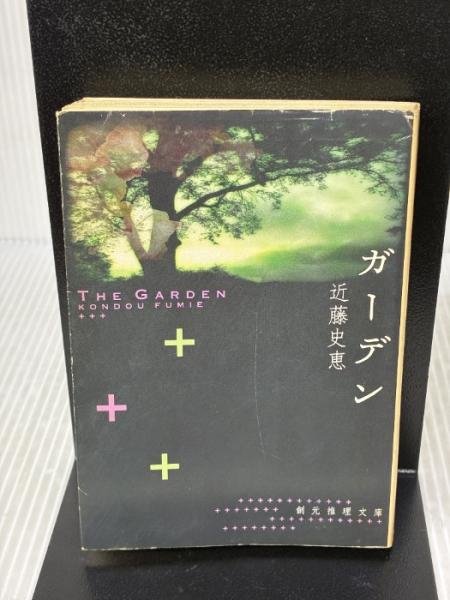 THE GARDEN
KONDOU FUMIE
+++
ガーデン
近藤史恵
創元推理文庫